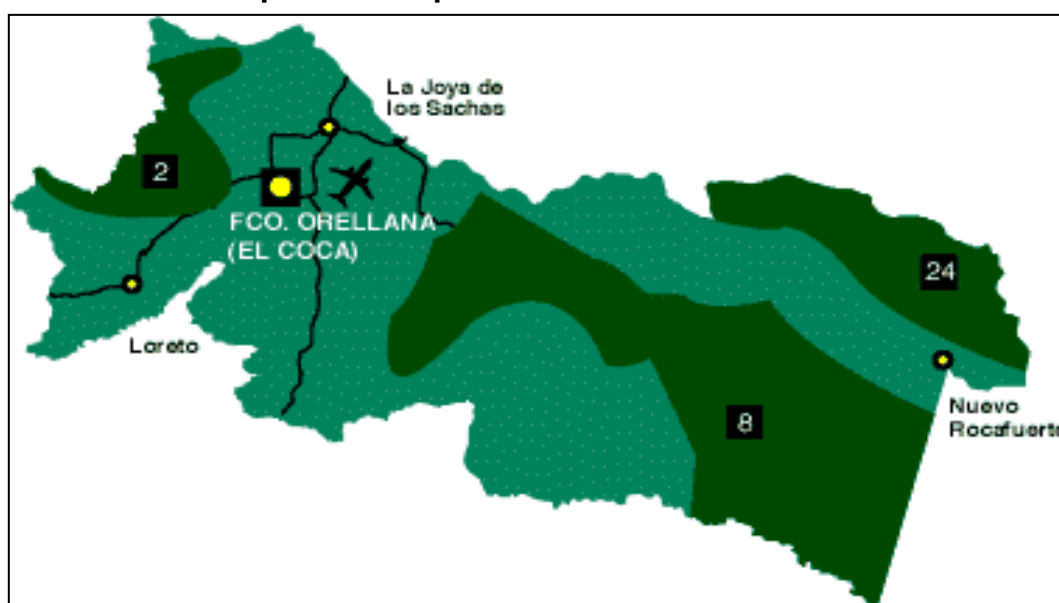 La Joya de
los Sachas
2
FCO. ORELLANA
(EL COCA)
24
Loreto
8
Nuevo
Rocafuerte